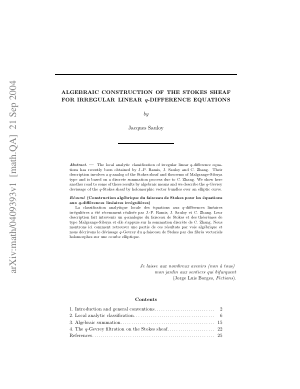 arXiv:math/0409393v1 [math.QA] 21 Sep 2004
ALGEBRAIC CONSTRUCTION OF THE STOKES SHEAF
FOR IRREGULAR LINEAR q-DIFFERENCE EQUATIONS
by
Jacques Sauloy
Abstract. — The local analytic classification of irregular linear q-difference equa-
tions has recently been obtained by J.-P. Ramis, J. Sauloy and C. Zhang. Their
description involves a q-analog of the Stokes sheaf and theorems of Malgrange-Sibuya
type and is based on a discrete summation process due to C. Zhang. We show here
another road to some of these results by algebraic means and we describe the q-Gevrey
devissage of the q-Stokes sheaf by holomorphic vector bundles over an elliptic curve.
Résumé (Construction algébrique du faisceau de Stokes pour les équations
aux q-différences linéaires irrégulières)
La classification analytique locale des équations aux q-différences linéaires
irrégulières a été récemment réalisée par J.-P. Ramis, J. Sauloy et C. Zhang. Leur
description fait intervenir un q-analogue du faisceau de Stokes et des théorèmes de
type Malgrange-Sibuya et elle s'appuie sur la sommation discrète de C. Zhang. Nous
montrons ici comment retrouver une partie de ces résultats par voie algébrique et
nous décrivons le dévissage q-Gevrey du q-faisceau de Stokes par des fibrés vectoriels
holomorphes sur une courbe elliptique.
Je laisse aux nombreux avenirs (non à tous)
mon jardin aux sentiers qui bifurquent
(Jorge Luis Borges, Fictions).
Contents
1. Introduction and general conventions 2
2. Local analytic classification 6
3. Algebraic summation 15
4. The q-Gevrey filtration on the Stokes sheaf 22
References 25